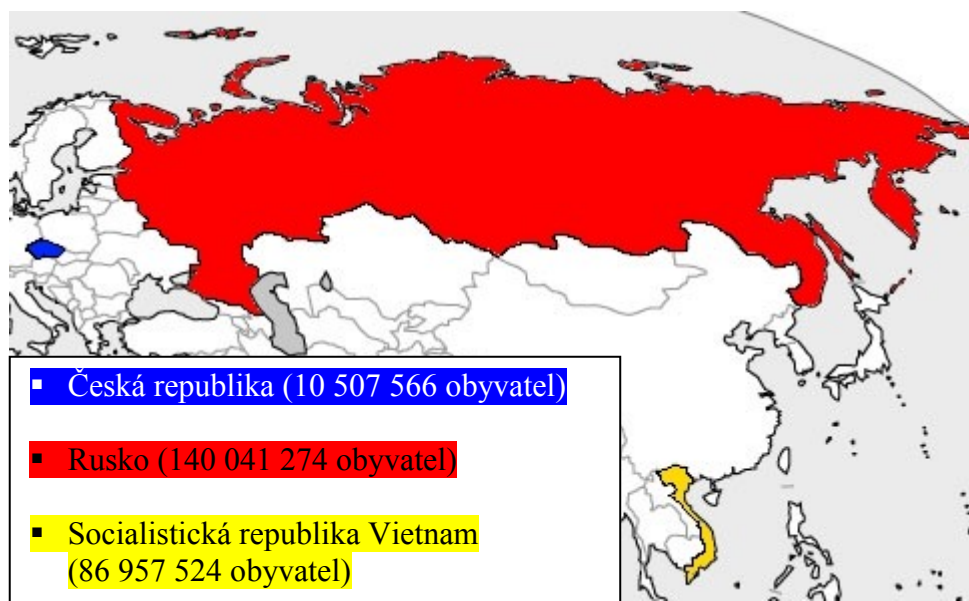 ▪ Česká republika (10 507 566 obyvatel)
▪ Rusko (140 041 274 obyvatel)
▪ Socialistická republika Vietnam
(86 957 524 obyvatel)